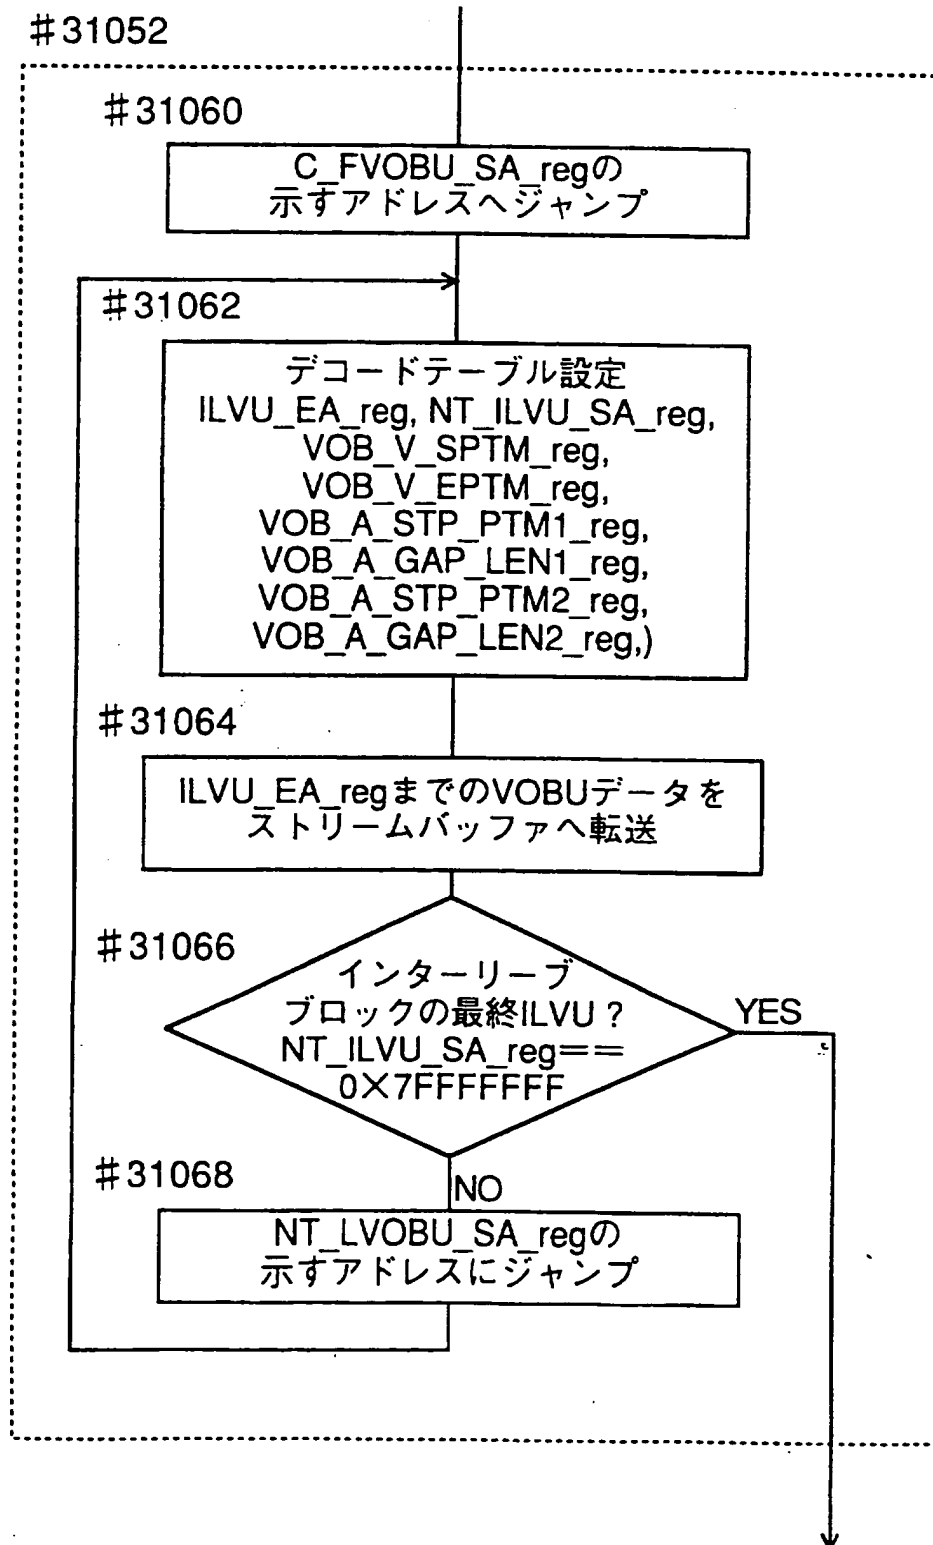 #31052
#31060
C_FVOBU_SA_regの
示すアドレスへジャンプ
#31062
デコードテーブル設定
ILVU_EA_reg, NT_ILVU_SA_reg,
VOB_V_SPTM_reg,
VOB_V_EPTM_reg,
VOB_A_STP_PTM1_reg,
VOB_A_GAP_LEN1_reg,
VOB_A_STP_PTM2_reg,
VOB_A_GAP_LEN2_reg,)
#31064
ILVU_EA_regまでのVOBUデータを
ストリームバッファへ転送
#31066
インターリーブ
ブロックの最終ILVU?
NT_ILVU_SA_reg==
0×7FFFFFFF
YES
#31068
NO
NT_LVOBU_SA_regの
示すアドレスにジャンプ